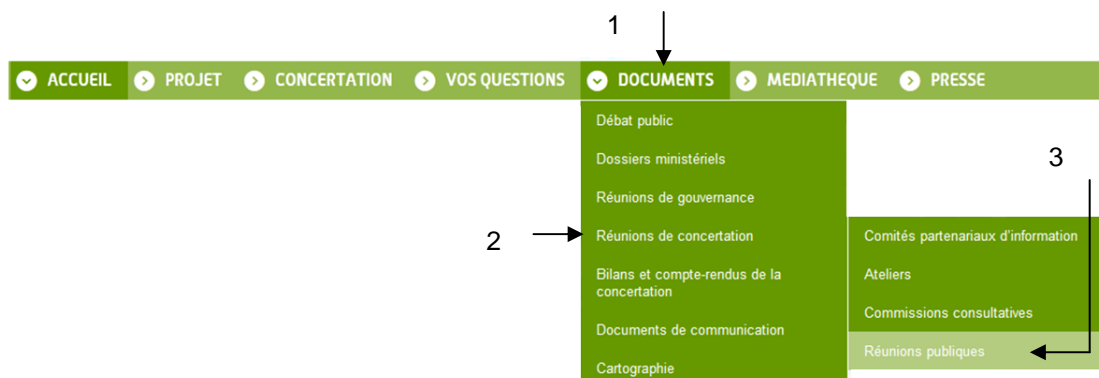 1
ACCUEIL PROJET CONCERTATION VOS QUESTIONS DOCUMENTS MEDIATHEQUE PRESSE
Débat public
Dossiers ministériels
3
Réunions de gouvernance
2
Réunions de concertation
Comités partenariaux d'information
Bilans et compte-rendus de la
concertation
Ateliers
Commissions consultatives
Documents de communication
Réunions publiques
Cartographie